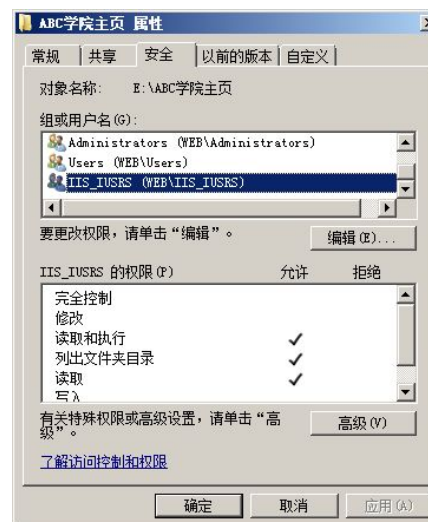 ABC学院主页 属性
常规 共享 安全 以前的版本 自定义
对象名称: E:\ABC学院主页
组或用户名(G):
Administrators (WEB\Administrators)
Users (WEB\Users)
IIS_IUSRS (WEB\IIS_IUSRS)
要更改权限，请单击“编辑”。 编辑(E)...
IIS_IUSRS 的权限(P) 允许 拒绝
完全控制
修改
读取和执行
列出文件夹目录
读取
写入
有关特殊权限或高级设置，请单击“高
级”。 高级(V)
了解访问控制和权限
确定 取消 应用(A)